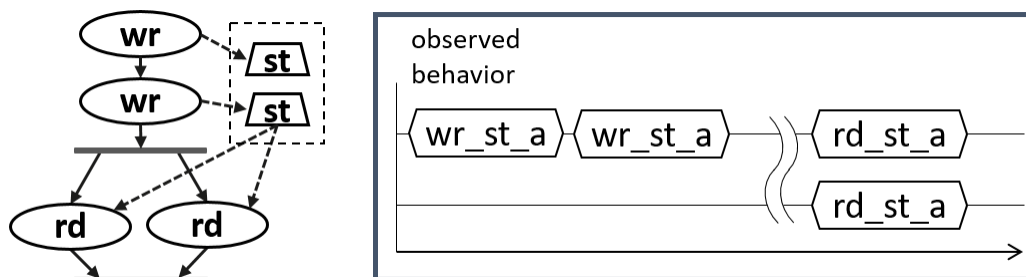 wr
st
wr
st
rd
rd
observed
behavior
wr_st_a
wr_st_a
rd_st_a
rd_st_a